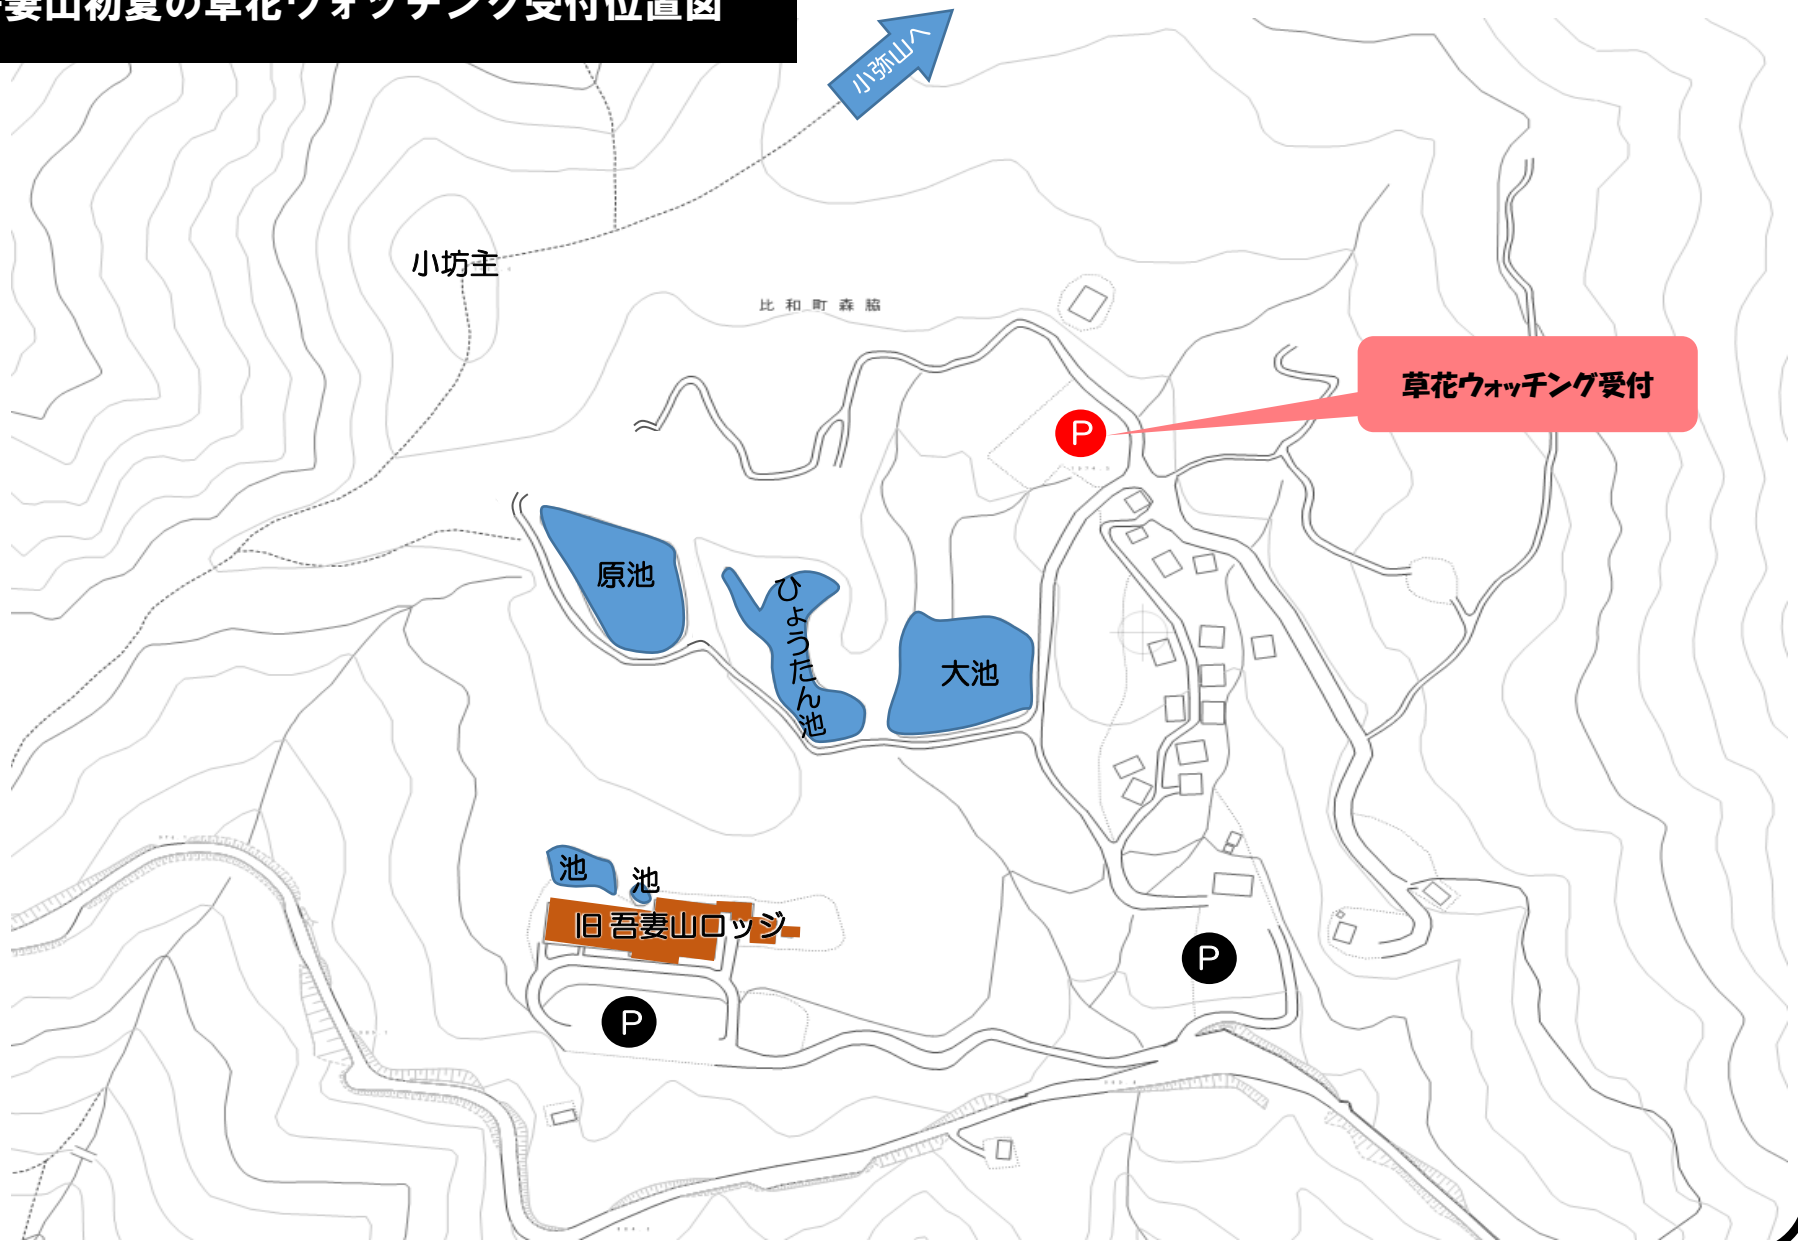 妻山初夏の草花ウォッチング受付位置図
小弥山へ
小坊主
比和町森脇
草花ウォッチング受付
P
原池
ひょうたん池
大池
池
池
旧 吾妻山ロッジ
P
P